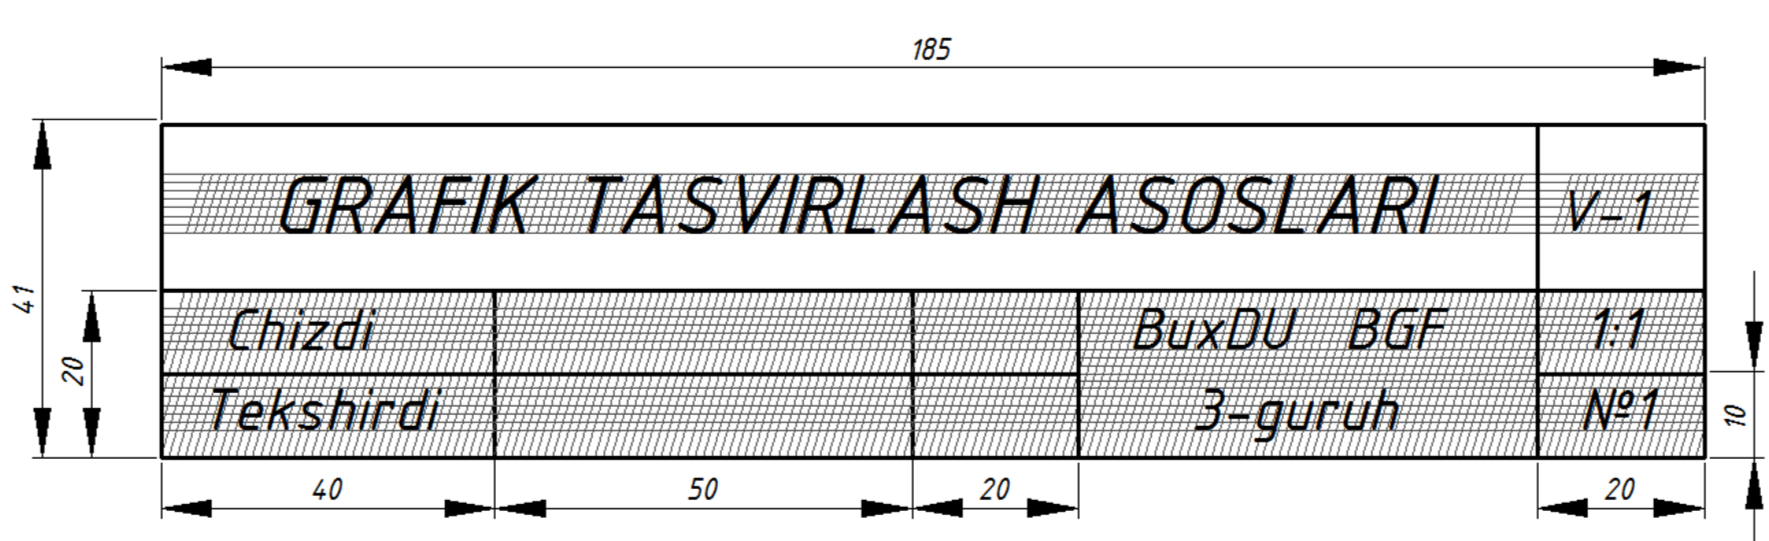 185
GRAFIK TASVIRLASH ASOSLARI V-1
41
20
Chizdi BuxDU BGF 1:1
Tekshirdi 3-guruh №1
10
40 50 20 20